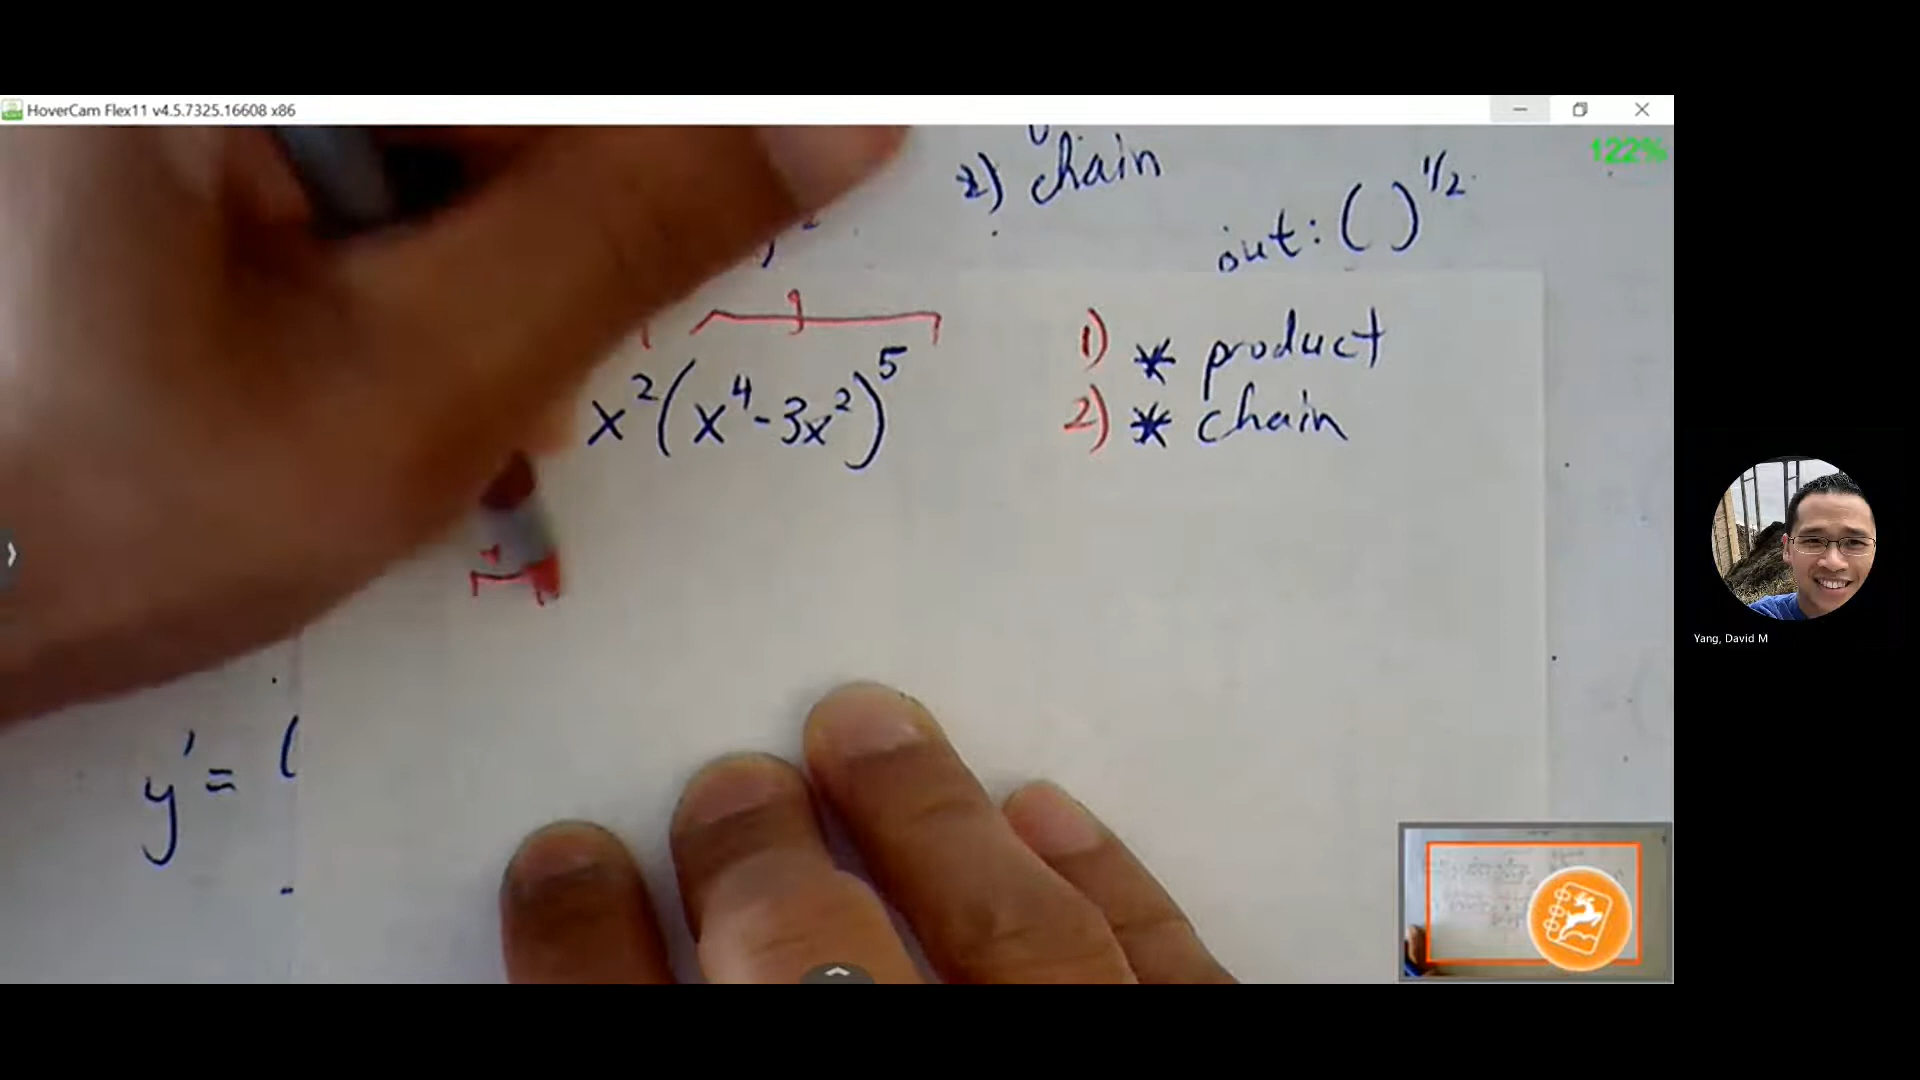 HoverCam Flex11 v4.5.7325.16608 x86
122%
2) chain
out: ( )^1/2
g
1) * product
x^2(x^4-3x^2)^5
2) * chain
y' = (
Yang, David M